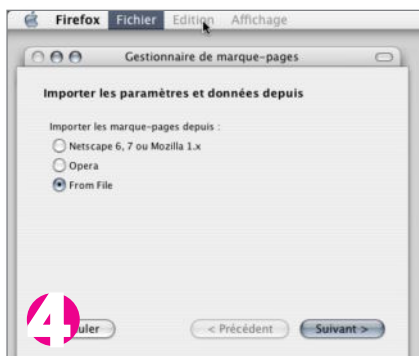 Firefox Fichier Edition Affichage
Gestionnaire de marque-pages
Importer les paramètres et données depuis
Importer les marque-pages depuis :
Netscape 6, 7 ou Mozilla 1.x
Opera
From File
4 uler) < Précédent Suivant >